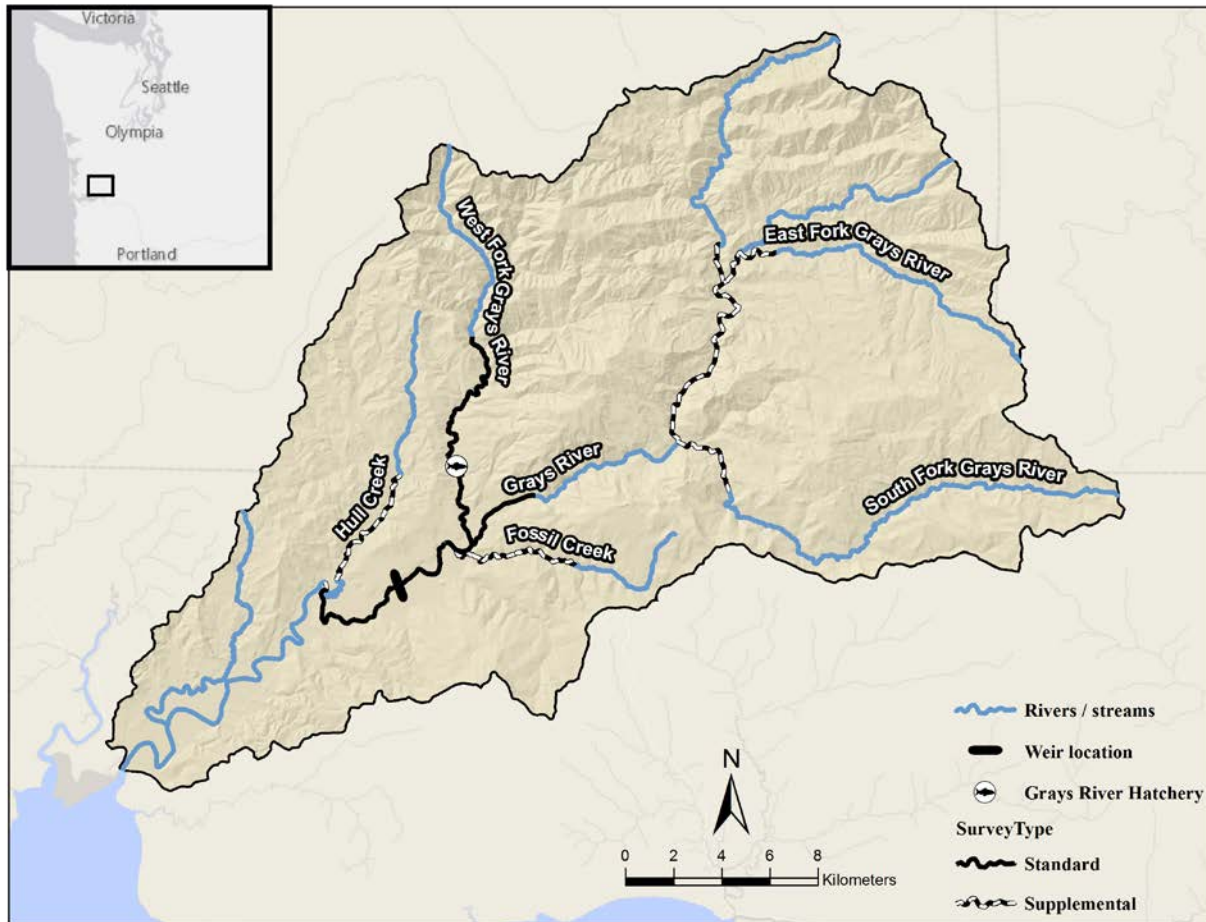 Victoria
Seattle
Olympia
Portland
West Fork Grays River
East Fork Grays River
Hull Creek
Grays River
South Fork Grays River
Fossil Creek
Rivers / streams
Weir location
Grays River Hatchery
SurveyType
Standard
Supplemental
N
0 2 4 6 8
Kilometers